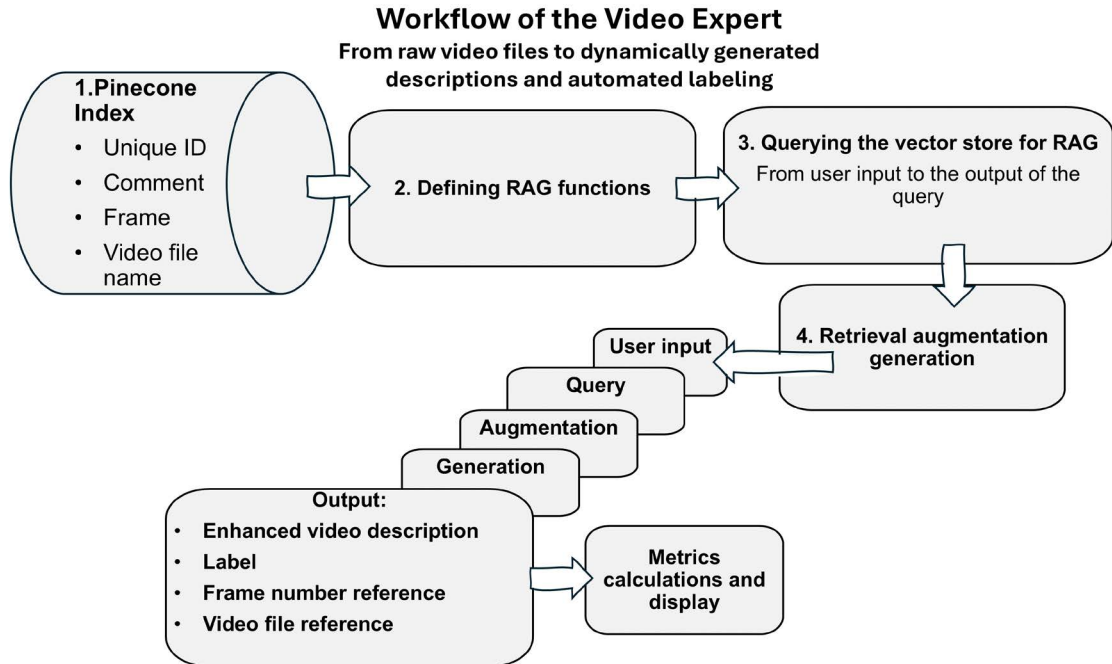 Workflow of the Video Expert
From raw video files to dynamically generated
descriptions and automated labeling
1.Pinecone
Index
• Unique ID
• Comment
• Frame
• Video file
name
2. Defining RAG functions
3. Querying the vector store for RAG
From user input to the output of the
query
4. Retrieval augmentation
generation
User input
Query
Augmentation
Generation
Output:
• Enhanced video description
• Label
• Frame number reference
• Video file reference
Metrics
calculations and
display